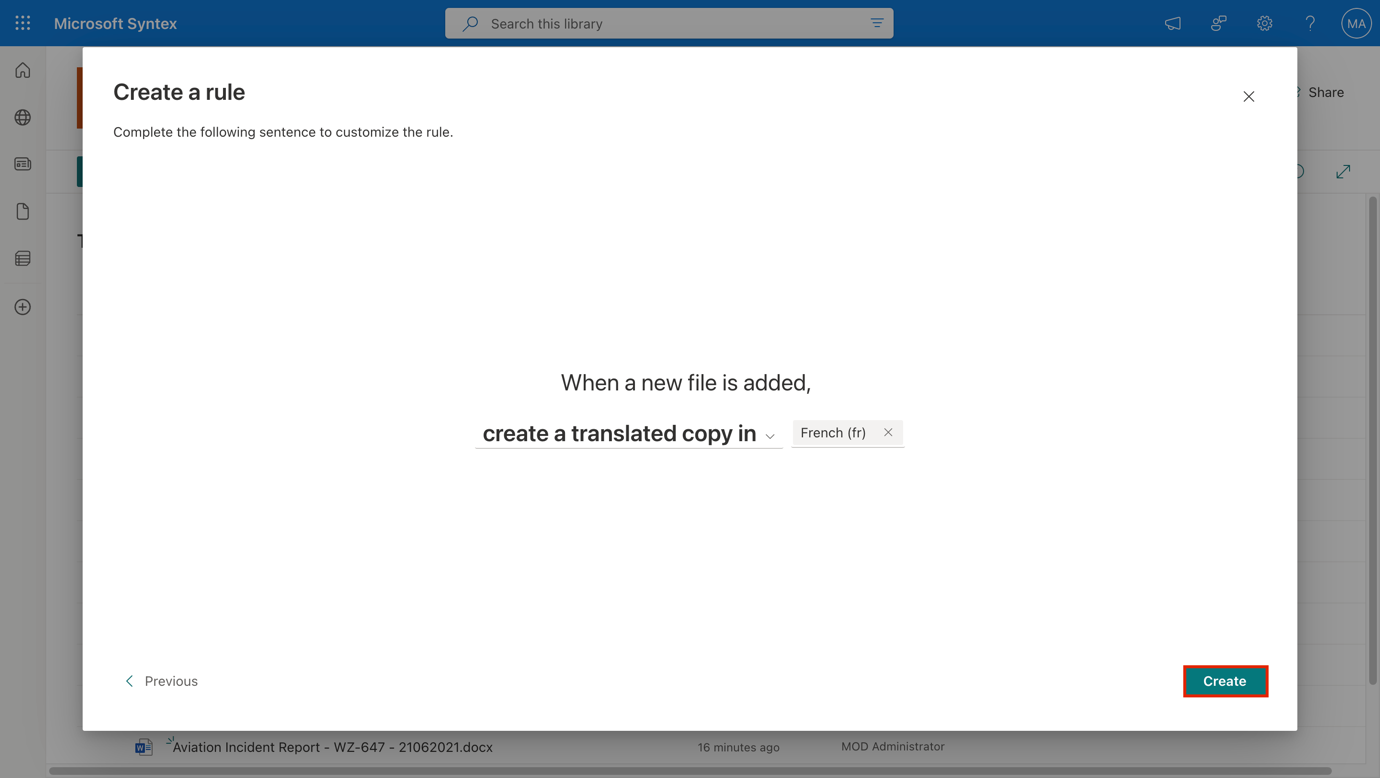 Microsoft Syntex
Search this library
MA
Create a rule
Share
Complete the following sentence to customize the rule.
When a new file is added,
create a translated copy in French (fr)
Previous
Create
Aviation Incident Report - WZ-647 - 21062021.docx 16 minutes ago MOD Administrator